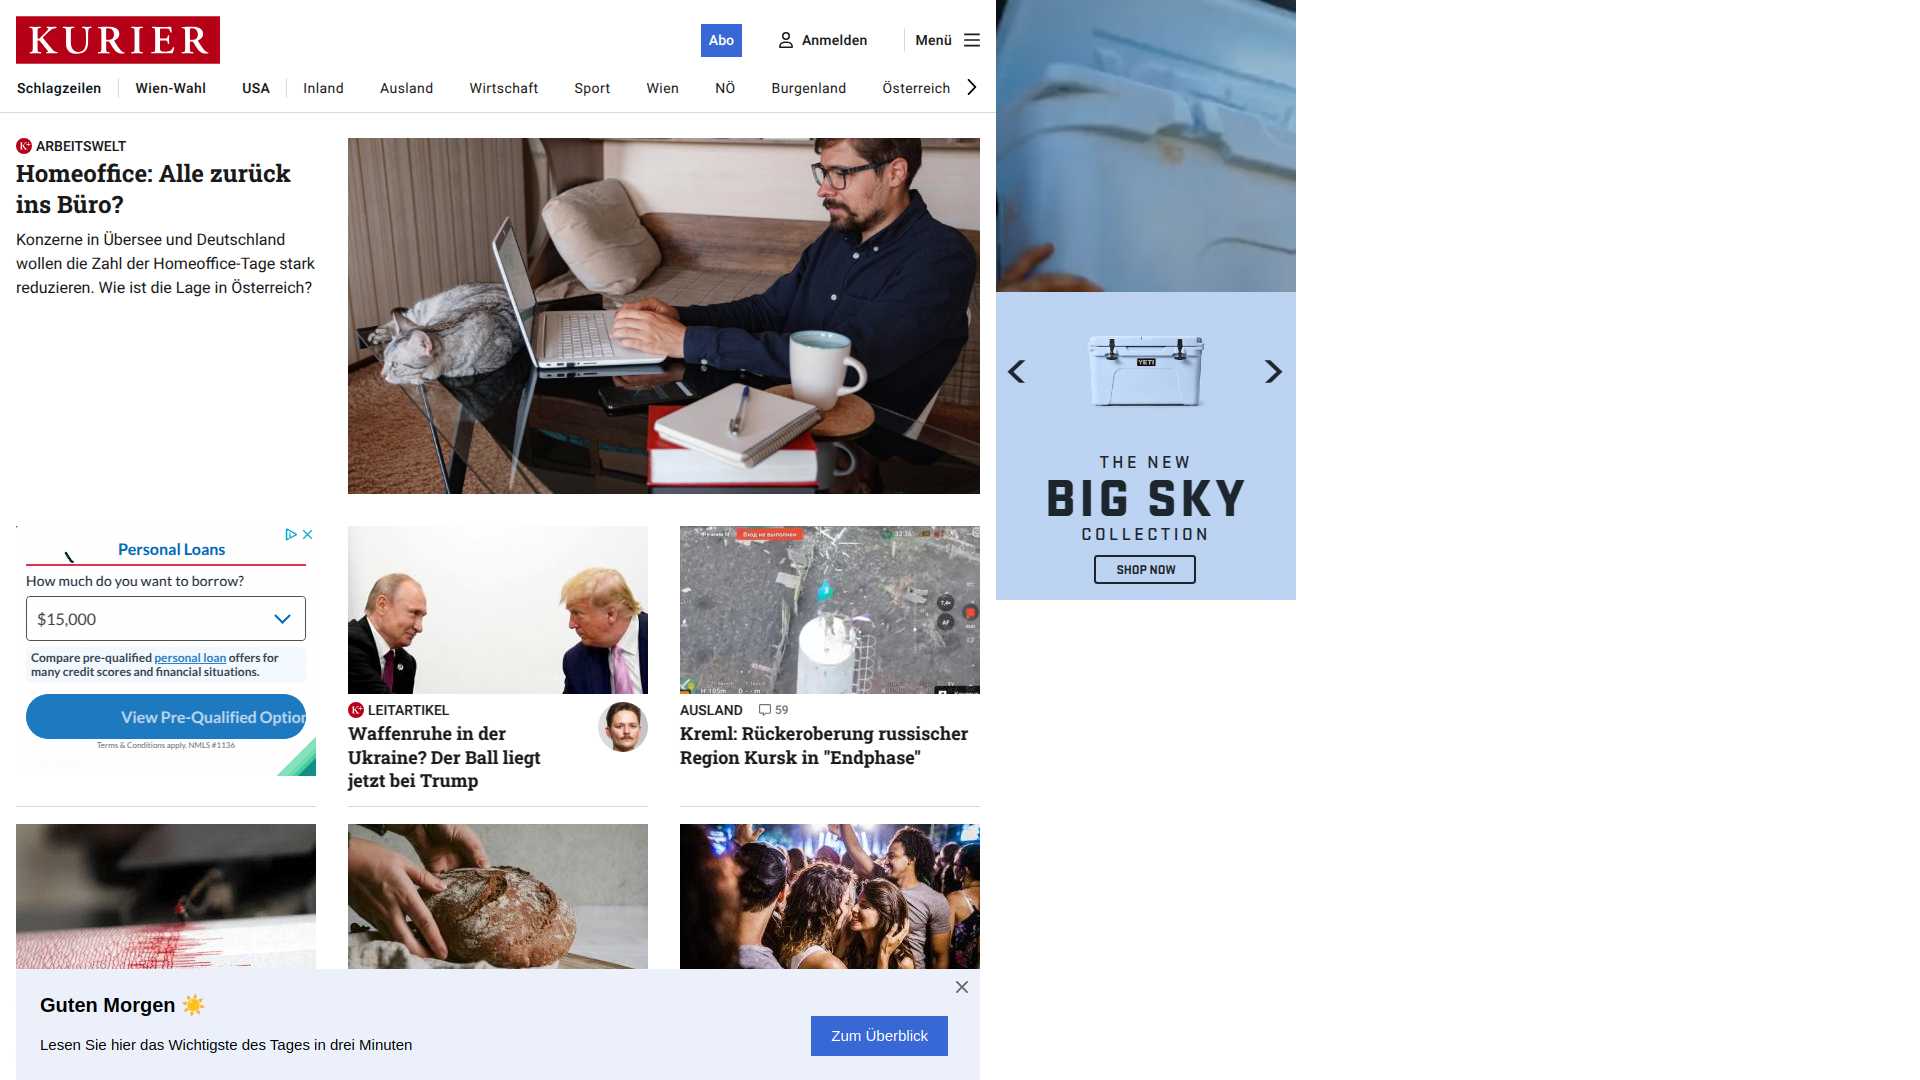 KURIER
Abo
Anmelden
Menü
Schlagzeilen
Wien-Wahl
USA
Inland
Ausland
Wirtschaft
Sport
Wien
NÖ
Burgenland
Österreich
ARBEITSWELT
Homeoffice: Alle zurück
ins Büro?
Konzerne in Übersee und Deutschland
wollen die Zahl der Homeoffice-Tage stark
reduzieren. Wie ist die Lage in Österreich?
YETI
THE NEW
BIG SKY
COLLECTION
SHOP NOW
Personal Loans
How much do you want to borrow?
$15,000
Compare pre-qualified personal loan offers for
many credit scores and financial situations.
View Pre-Qualified Option
Terms & Conditions apply. NMLS #1136
LEITARTIKEL
Waffenruhe in der
Ukraine? Der Ball liegt
jetzt bei Trump
Вход не выполнен
AUSLAND
59
Kreml: Rückeroberung russischer
Region Kursk in "Endphase"
Guten Morgen
Lesen Sie hier das Wichtigste des Tages in drei Minuten
Zum Überblick